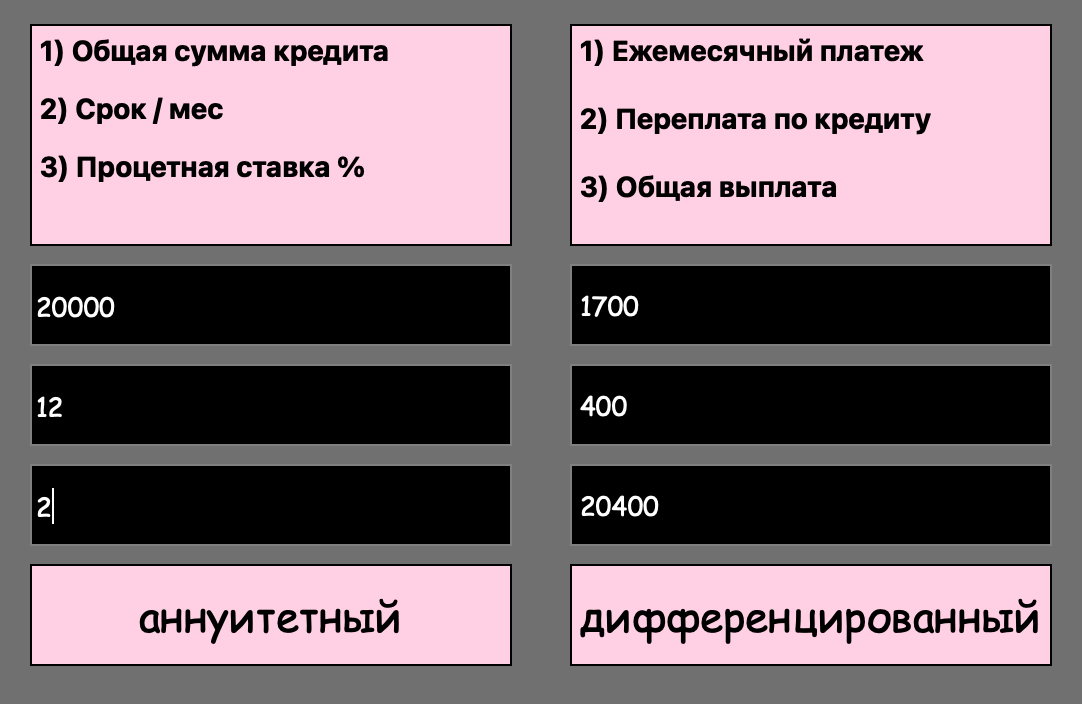 1) Общая сумма кредита
2) Срок / мес
3) Процетная ставка %
1) Ежемесячный платеж
2) Переплата по кредиту
3) Общая выплата
20000
1700
12
400
2
20400
аннуитетный
дифференцированный